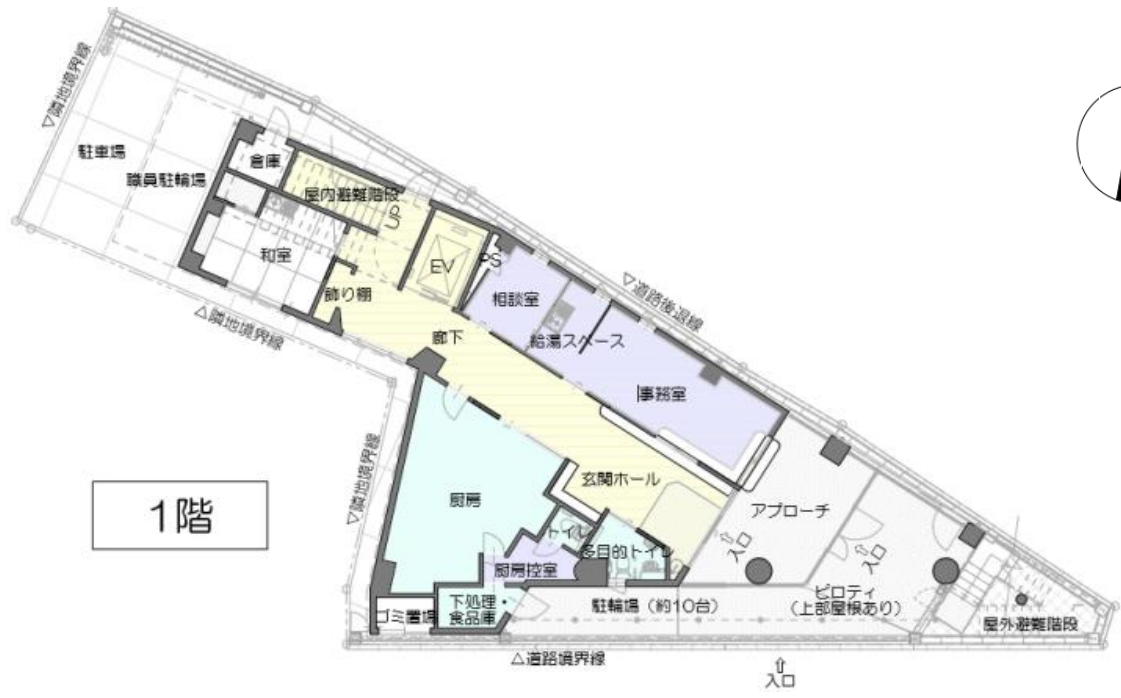 ▽隣地境界線
駐車場
職員駐輪場
倉庫
屋内避難階段
UP
和室
飾り棚
EV
PS
相談室
給湯スペース
▽道路後退線
△隣地境界線
廊下
事務室
▽隣地境界線
1階
厨房
玄関ホール
アプローチ
トイレ
多目的トイレ
入口
入口
厨房控室
下処理・
食品庫
ゴミ置場
駐輪場（約10台）
ピロティ
（上部屋根あり）
屋外避難階段
△道路境界線
入口